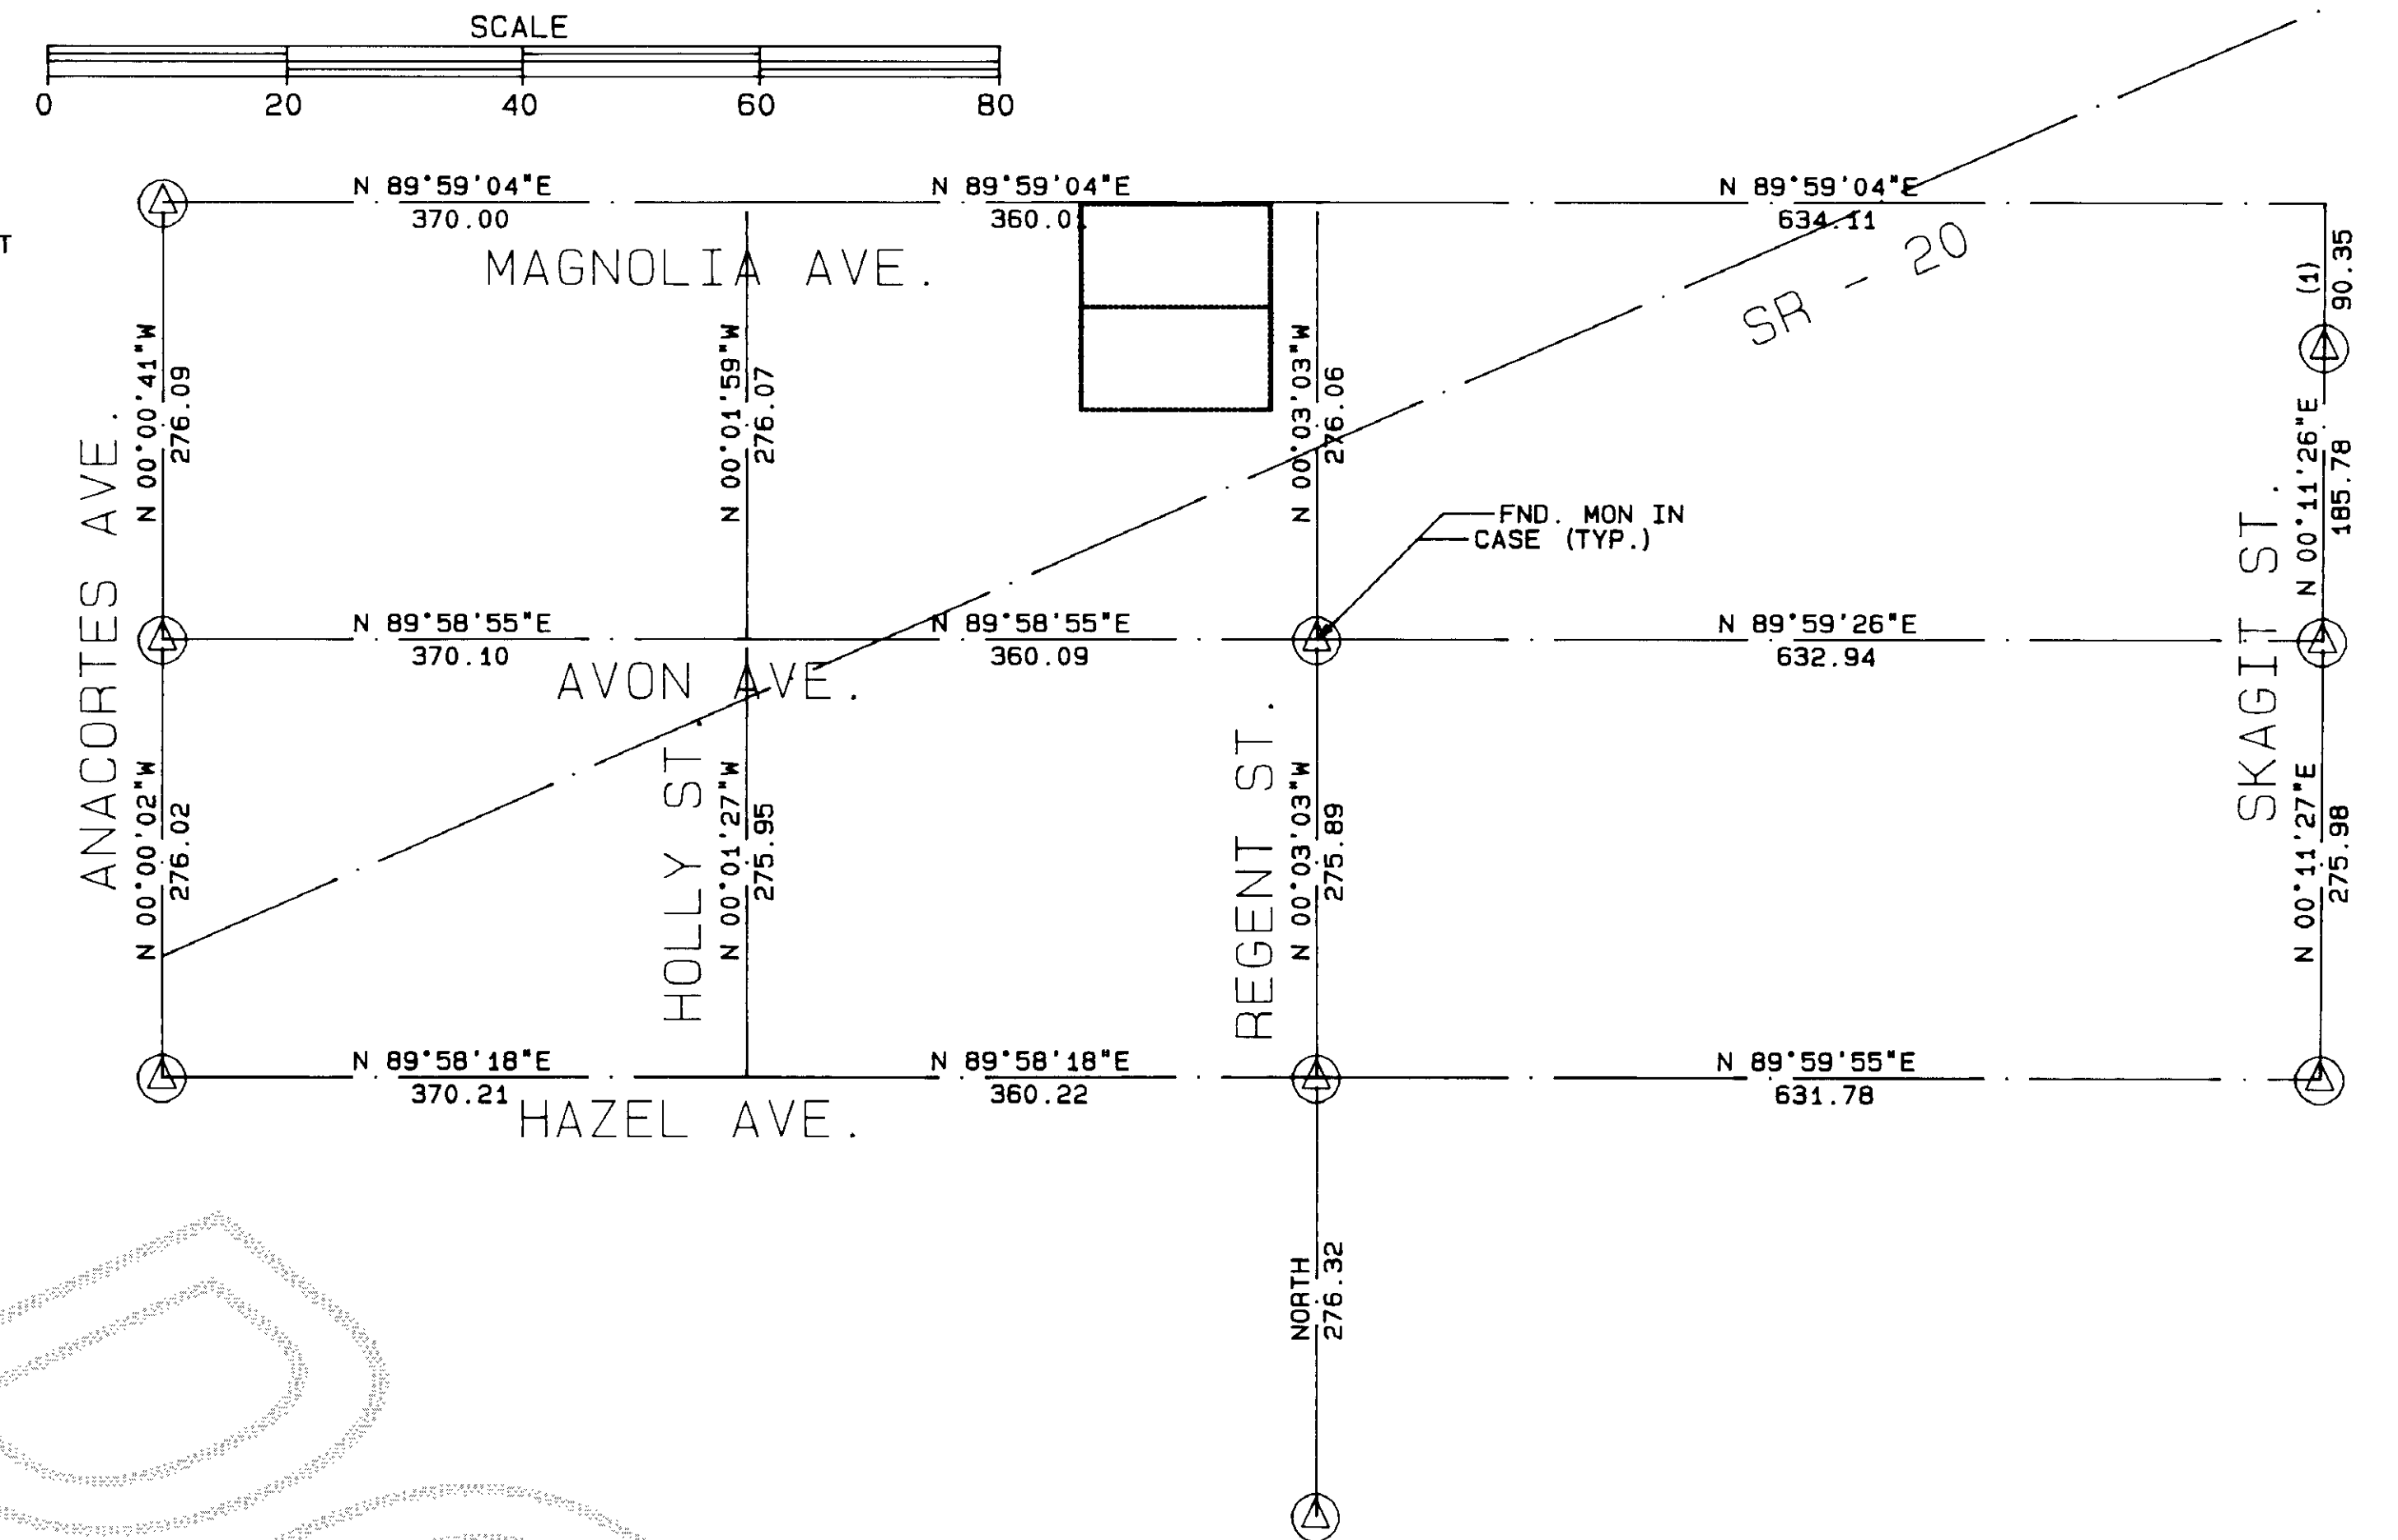 SCALE
0 20 40 60 80
T
N 89°59'04"E
370.00
N 89°59'04"E
360.0
N 89°59'04"E
634.11
MAGNOLIA AVE.
SR - 20
(1)
90.35
ANACORTES AVE.
N 00°00'41"W
276.09
N 00°01'59"W
276.07
N 00°03'03"W
276.06
FND. MON IN
CASE (TYP.)
SKAGIT ST.
N 00°11'26"E
185.78
N 89°58'55"E
370.10
N 89°58'55"E
360.09
N 89°59'26"E
632.94
AVON AVE.
N 00°00'02"W
276.02
HOLLY ST.
N 00°01'27"W
275.95
REGENT ST.
N 00°03'03"W
275.89
N 00°11'27"E
275.98
N 89°58'18"E
370.21
N 89°58'18"E
360.22
N 89°59'55"E
631.78
HAZEL AVE.
NORTH
276.32